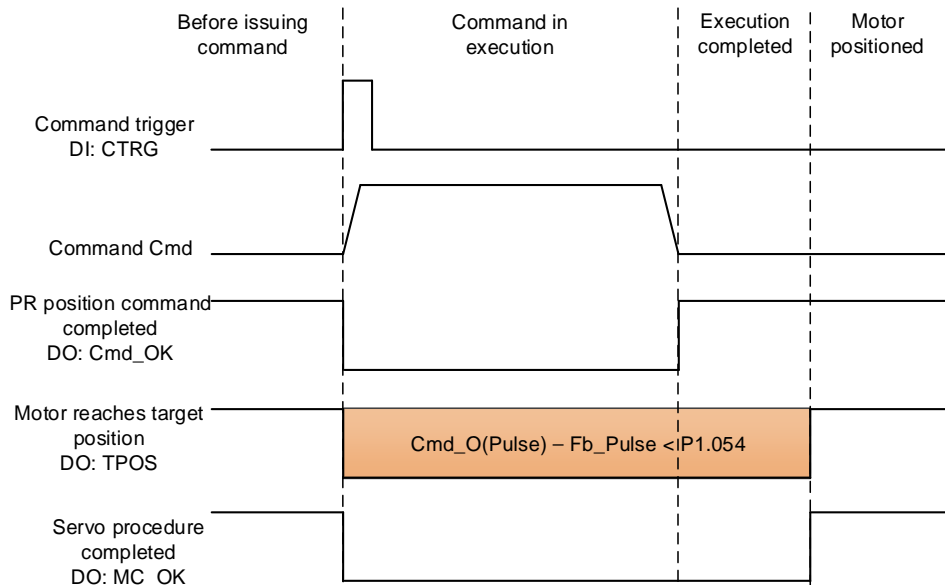 Before issuing
command
Command in
execution
Execution
completed
Motor
positioned
Command trigger
DI: CTRG
Command Cmd
PR position command
completed
DO: Cmd_OK
Motor reaches target
position
DO: TPOS
Cmd_O(Pulse) – Fb_Pulse < P1.054
Servo procedure
completed
DO: MC_OK